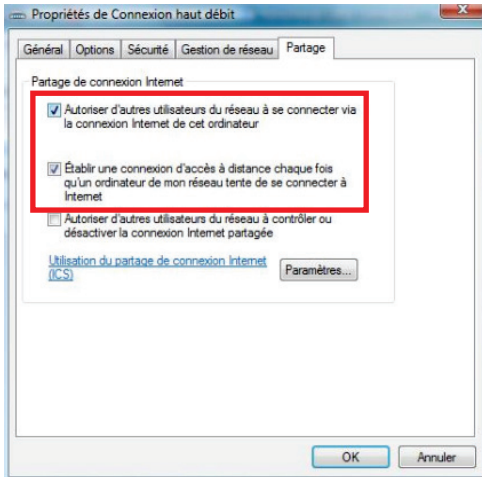 Propriétés de Connexion haut débit
Général Options Sécurité Gestion de réseau Partage
Partage de connexion Internet
Autoriser d'autres utilisateurs du réseau à se connecter via
la connexion Internet de cet ordinateur
Établir une connexion d'accès à distance chaque fois
qu'un ordinateur de mon réseau tente de se connecter à
Internet
Autoriser d'autres utilisateurs du réseau à contrôler ou
désactiver la connexion Internet partagée
Utilisation du partage de connexion Internet
(ICS)
Paramètres...
OK Annuler